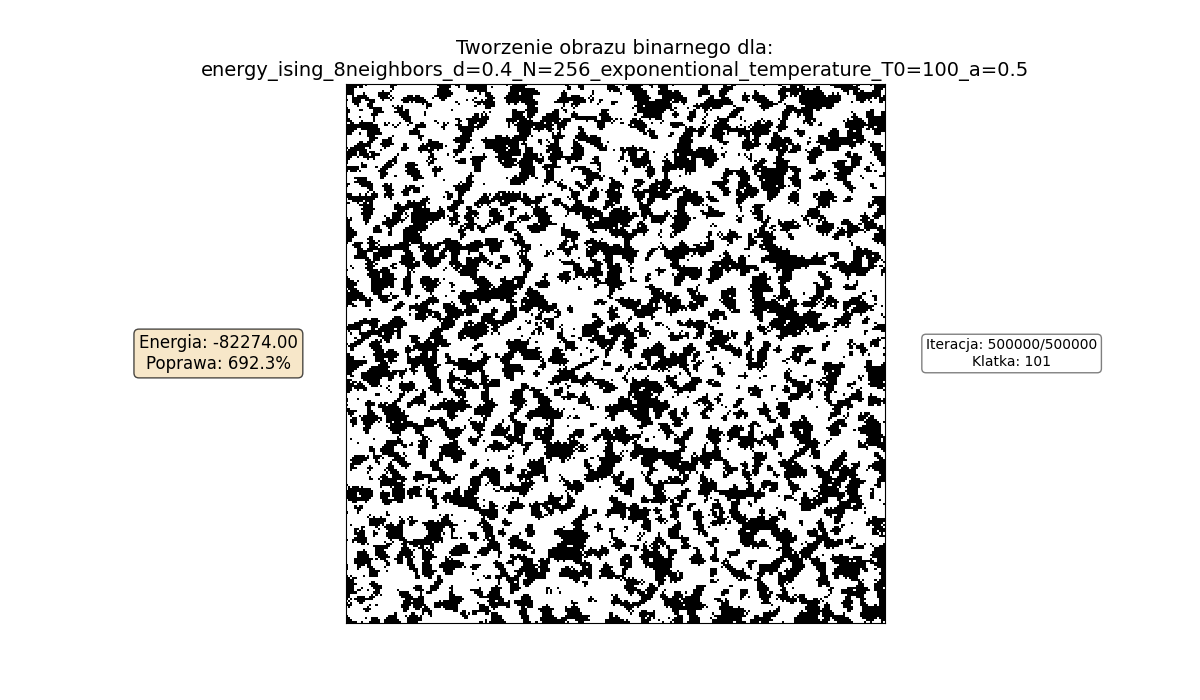 Tworzenie obrazu binarnego dla:
energy_ising_8neighbors_d=0.4_N=256_exponentional_temperature_T0=100_a=0.5
Energia: -82274.00
Poprawa: 692.3%
Iteracja: 500000/500000
Klatka: 101